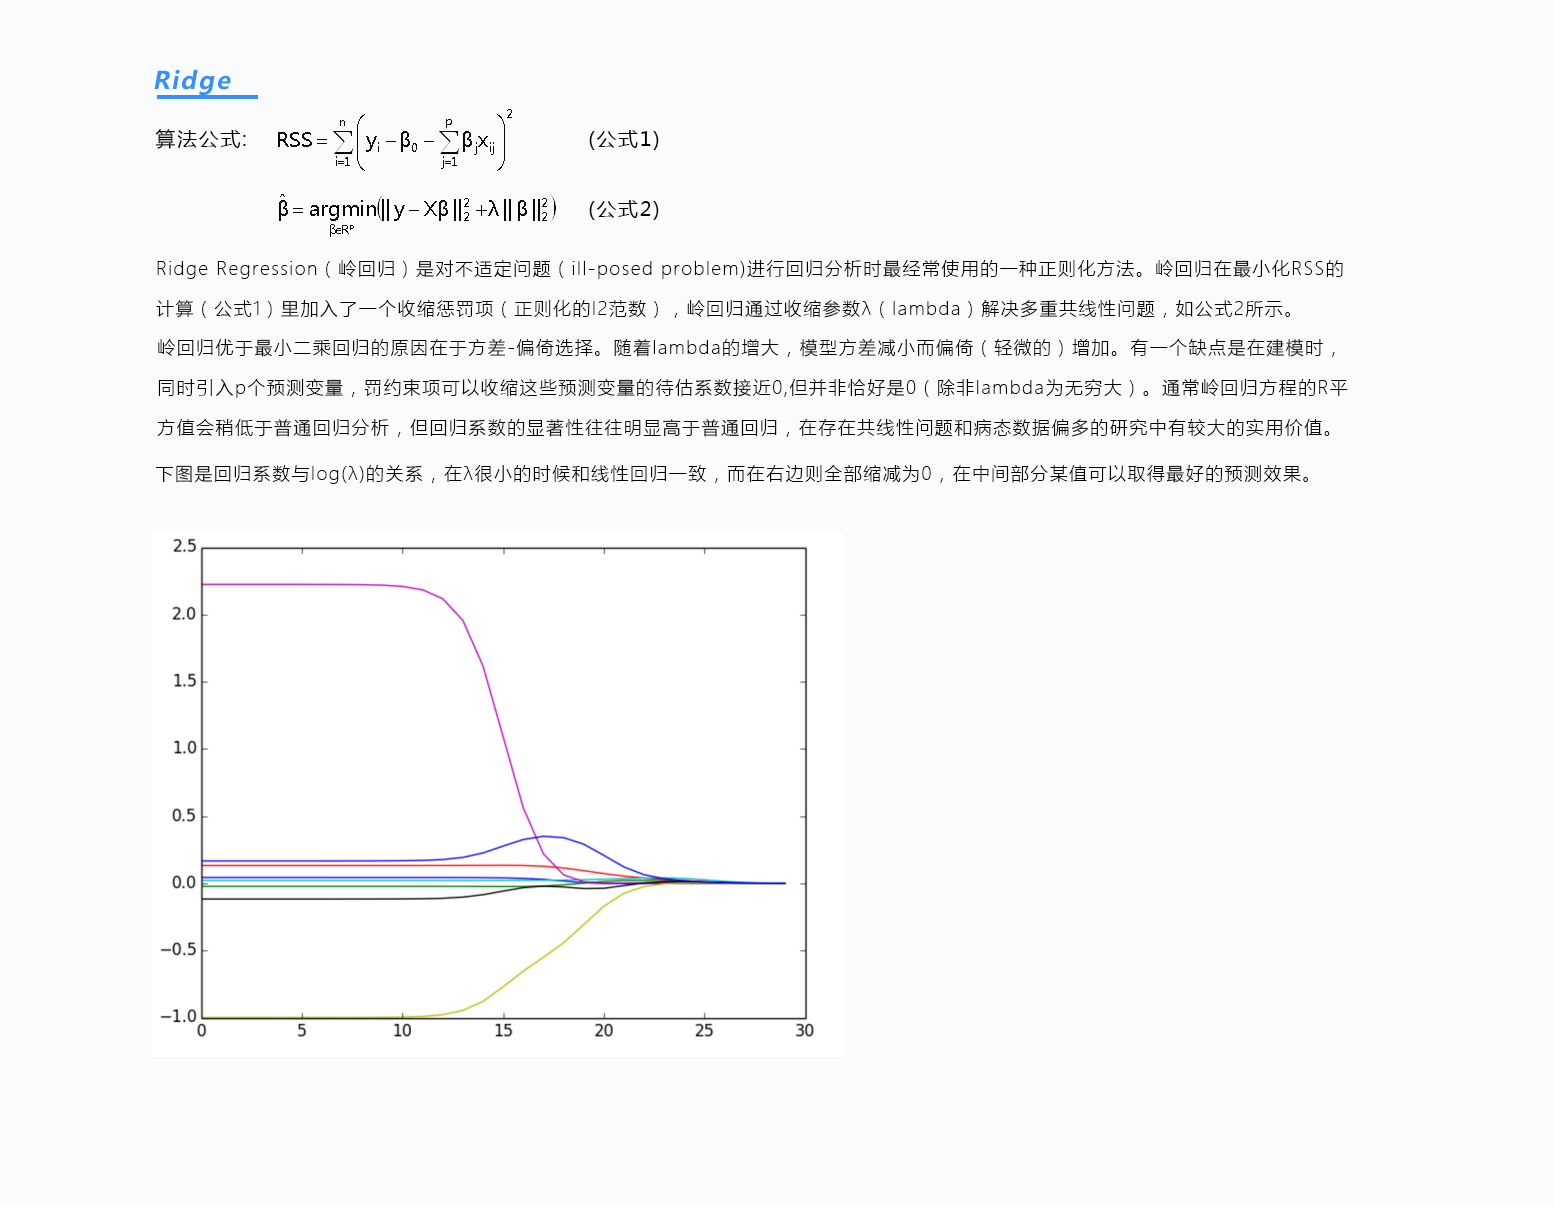 Ridge
算法公式: RSS = ∑_{i=1}^{n} ( y_i − β_0 − ∑_{j=1}^{p} β_j x_{ij} )^2 (公式1)
β̂ = argmin_{β∈R^p} (‖ y − Xβ ‖_2^2 + λ ‖ β ‖_2^2) (公式2)
Ridge Regression（岭回归）是对不适定问题（ill-posed problem)进行回归分析时最经常使用的一种正则化方法。岭回归在最小化RSS的
计算（公式1）里加入了一个收缩惩罚项（正则化的l2范数），岭回归通过收缩参数λ（lambda）解决多重共线性问题，如公式2所示。
岭回归优于最小二乘回归的原因在于方差-偏倚选择。随着lambda的增大，模型方差减小而偏倚（轻微的）增加。有一个缺点是在建模时，
同时引入p个预测变量，罚约束项可以收缩这些预测变量的待估系数接近0,但并非恰好是0（除非lambda为无穷大）。通常岭回归方程的R平
方值会稍低于普通回归分析，但回归系数的显著性往往明显高于普通回归，在存在共线性问题和病态数据偏多的研究中有较大的实用价值。
下图是回归系数与log(λ)的关系，在λ很小的时候和线性回归一致，而在右边则全部缩减为0，在中间部分某值可以取得最好的预测效果。
2.5
2.0
1.5
1.0
0.5
0.0
−0.5
−1.0
0 5 10 15 20 25 30